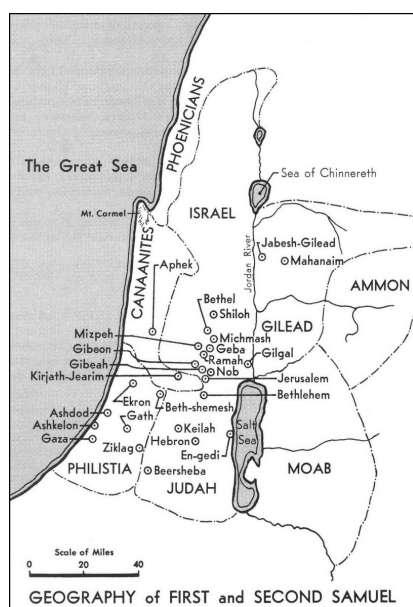 PHOENICIANS
The Great Sea
Sea of Chinnereth
Mt. Carmel
ISRAEL
CANAANITES
Jordan River
Jabesh-Gilead
Mahanaim
Aphek
AMMON
Bethel
Shiloh
GILEAD
Mizpeh
Michmash
Gibeon
Geba
Ramah
Gilgal
Gibeah
Nob
Kirjath-Jearim
Jerusalem
Ekron
Beth-shemesh
Bethlehem
Ashdod
Gath
Ashkelon
Keilah
Salt
Sea
Gaza
Hebron
Ziklag
En-gedi
PHILISTIA
Beersheba
MOAB
JUDAH
Scale of Miles
0 20 40
GEOGRAPHY of FIRST and SECOND SAMUEL